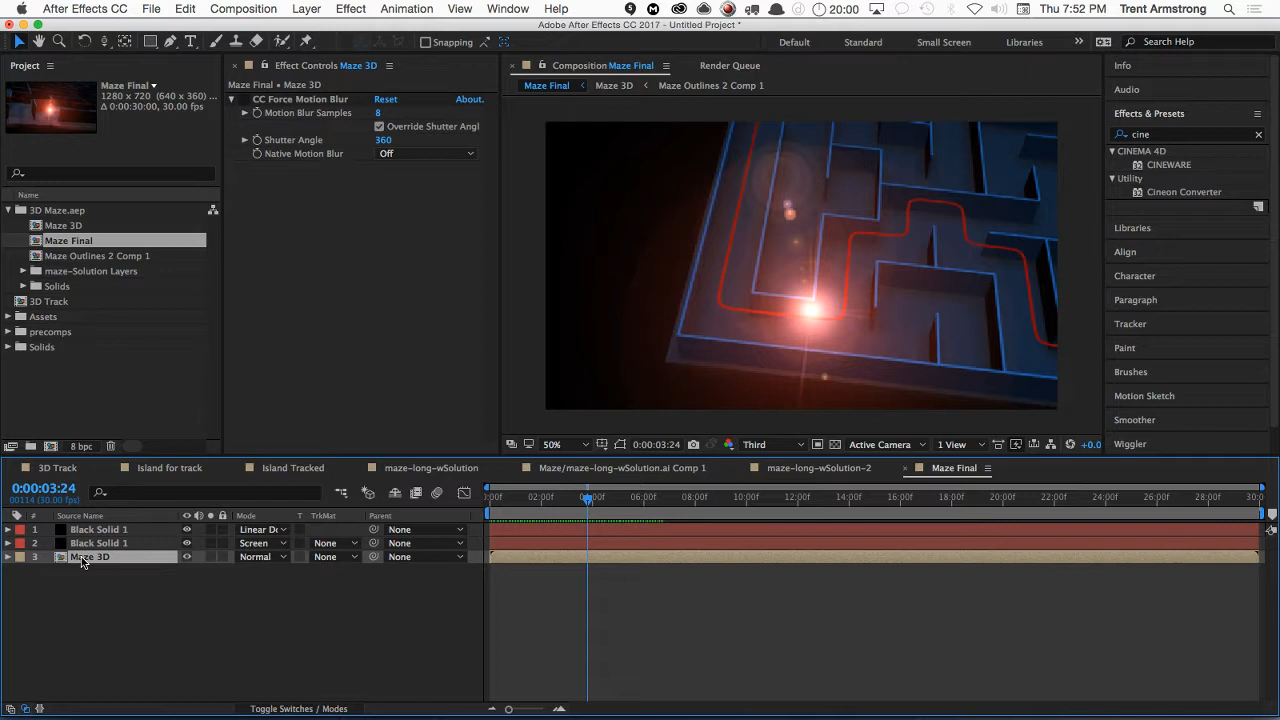 After Effects CC File Edit Composition Layer Effect Animation View Window Help 20:00 Thu 7:52 PM Trent Armstrong
Adobe After Effects CC 2017 - Untitled Project *
Snapping Default Standard Small Screen Libraries Search Help
Project Effect Controls Maze 3D Composition Maze Final Render Queue Info
Maze Final ▾ Maze Final • Maze 3D Maze Final Maze 3D Maze Outlines 2 Comp 1 Audio
1280 x 720 (640 x 360) ...
Δ 0:00:30:00, 30.00 fps)
CC Force Motion Blur Reset About.
Motion Blur Samples 8
Override Shutter Angl
Shutter Angle 360
Native Motion Blur Off
Effects & Presets
cine
CINEMA 4D
CINEWARE
Utility
Cineon Converter
Name
3D Maze.aep
Maze 3D
Maze Final
Maze Outlines 2 Comp 1
maze-Solution Layers
Solids
3D Track
Assets
precomps
Solids
Libraries
Align
Character
Paragraph
Tracker
Paint
Brushes
Motion Sketch
Smoother
Wiggler
8 bpc 50% 0:00:03:24 Third Active Camera 1 View +0.0
3D Track Island for track Island Tracked maze-long-wSolution Maze/maze-long-wSolution.ai Comp 1 maze-long-wSolution-2 Maze Final
0:00:03:24
00114 (30.00 fps)
:00f 02:00f 04:00f 06:00f 08:00f 10:00f 12:00f 14:00f 16:00f 18:00f 20:00f 22:00f 24:00f 26:00f 28:00f 30:0
# Source Name Mode T TrkMat Parent
1 Black Solid 1 Linear Dc None
2 Black Solid 1 Screen None None
3 Maze 3D Normal None None
Toggle Switches / Modes